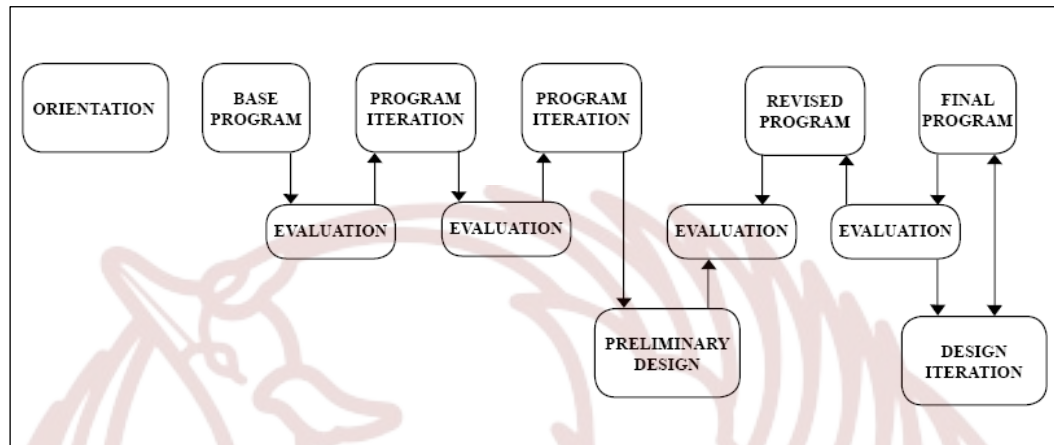 ORIENTATION
BASE
PROGRAM
PROGRAM
ITERATION
PROGRAM
ITERATION
REVISED
PROGRAM
FINAL
PROGRAM
EVALUATION
EVALUATION
EVALUATION
EVALUATION
PRELIMINARY
DESIGN
DESIGN
ITERATION